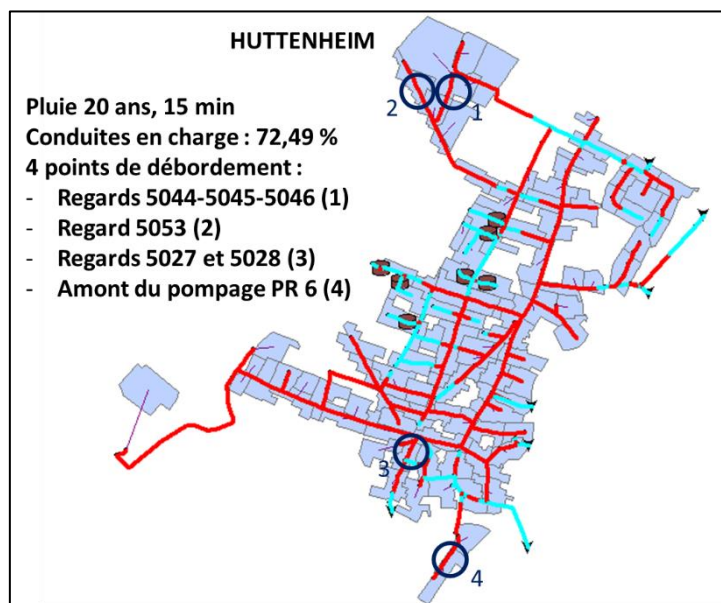 HUTTENHEIM
Pluie 20 ans, 15 min
Conduites en charge : 72,49 %
4 points de débordement :
- Regards 5044-5045-5046 (1)
- Regard 5053 (2)
- Regards 5027 et 5028 (3)
- Amont du pompage PR 6 (4)
2
1
3
4